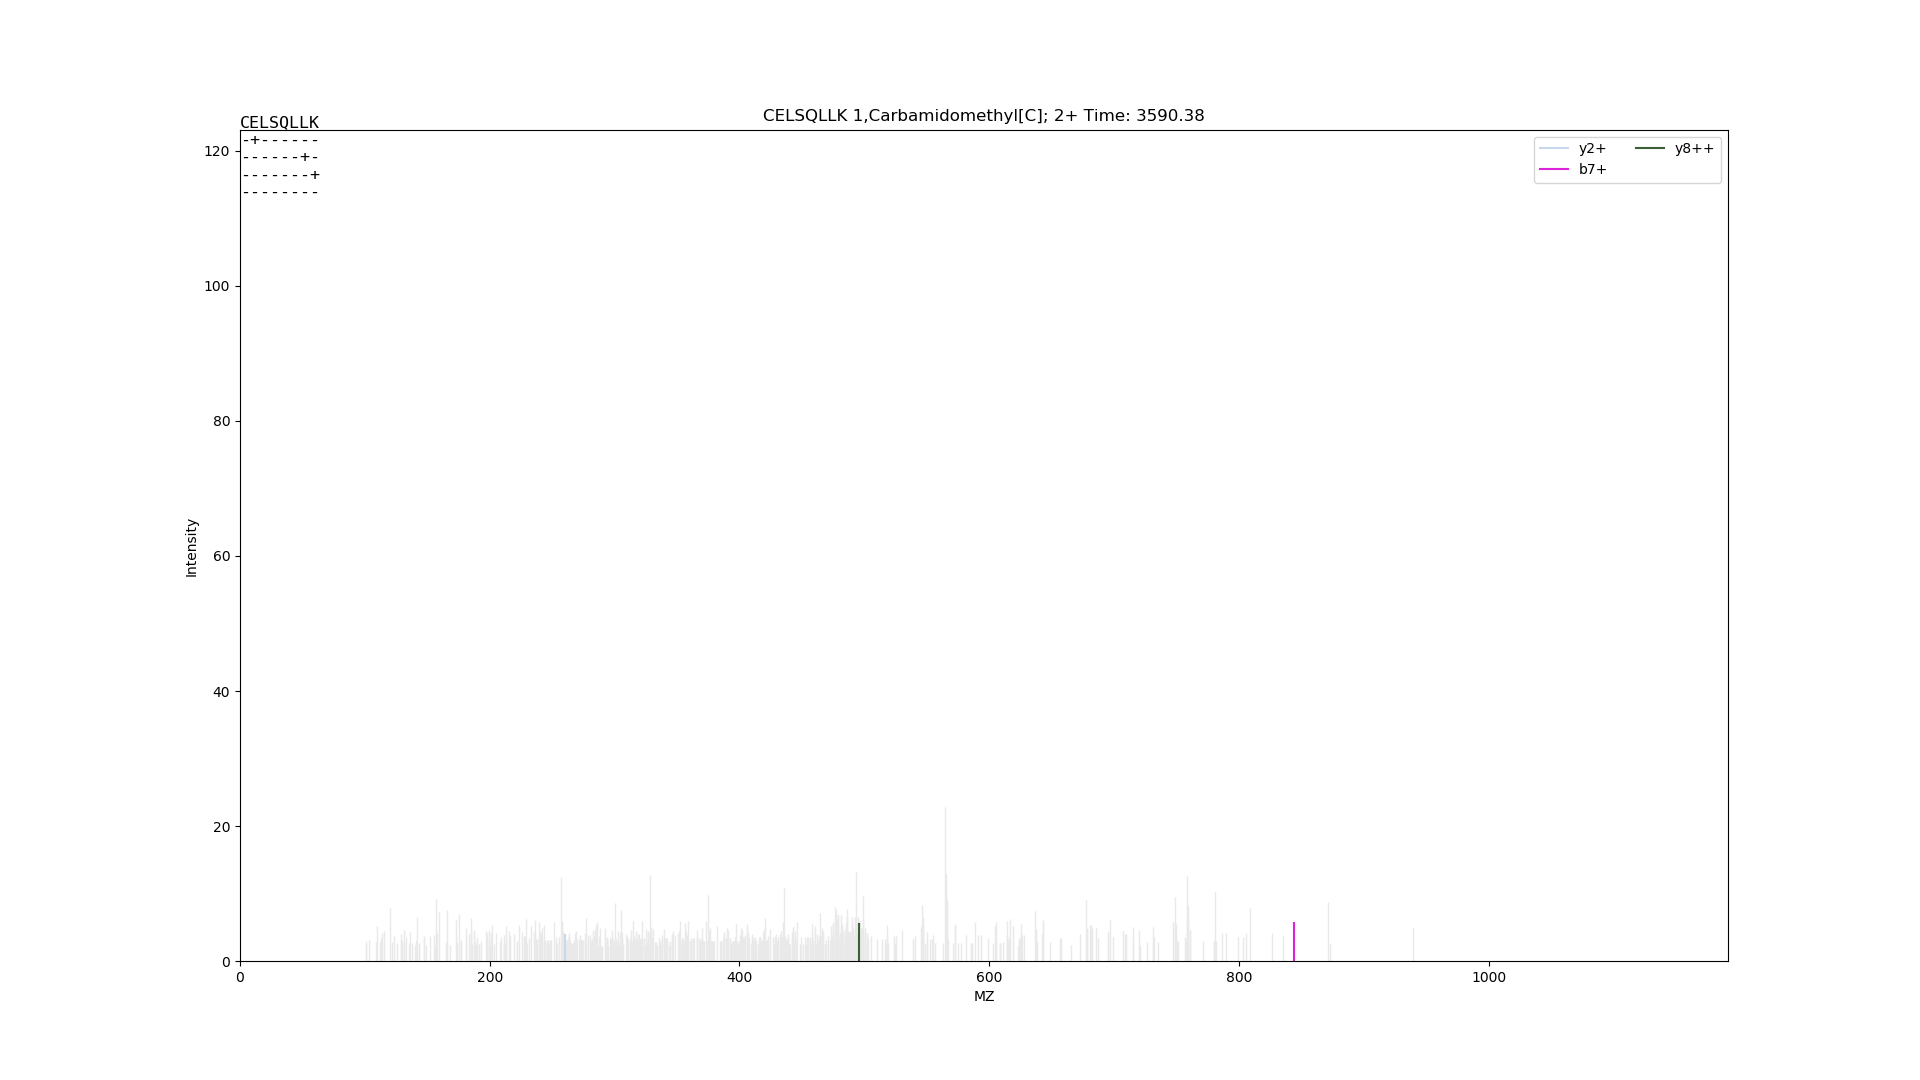 CELSQLLK 1,Carbamidomethyl[C]; 2+ Time: 3590.38
CELSQLLK
-+------
------+-
-------+
--------
y2+
b7+
y8++
120
100
80
60
40
20
0
Intensity
0 200 400 600 800 1000
MZ